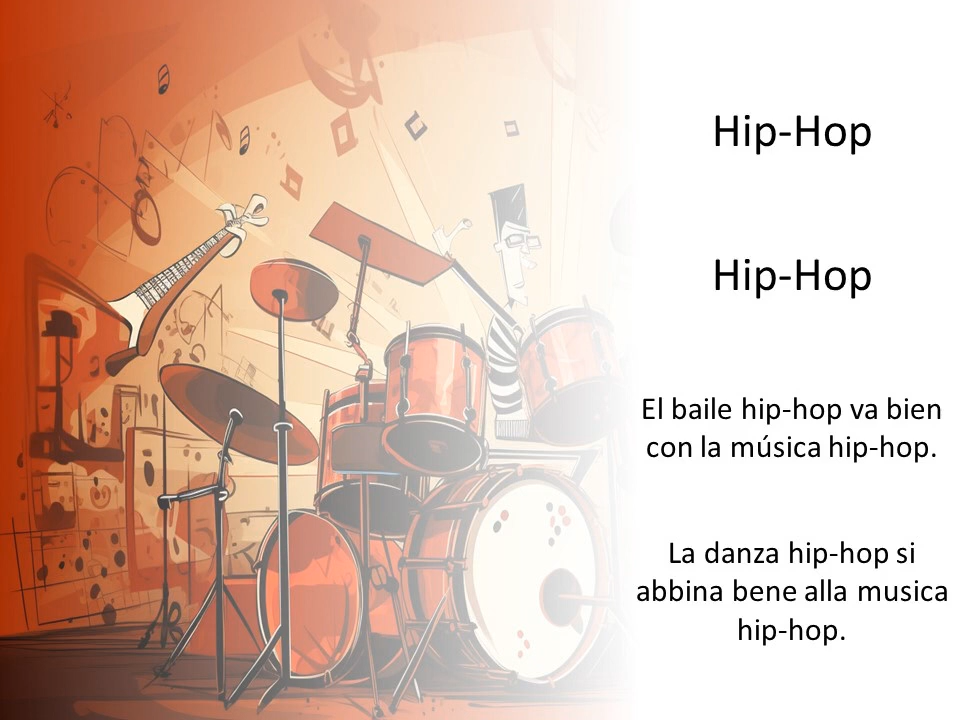 Hip-Hop
Hip-Hop
El baile hip-hop va bien
con la música hip-hop.
La danza hip-hop si
abbina bene alla musica
hip-hop.